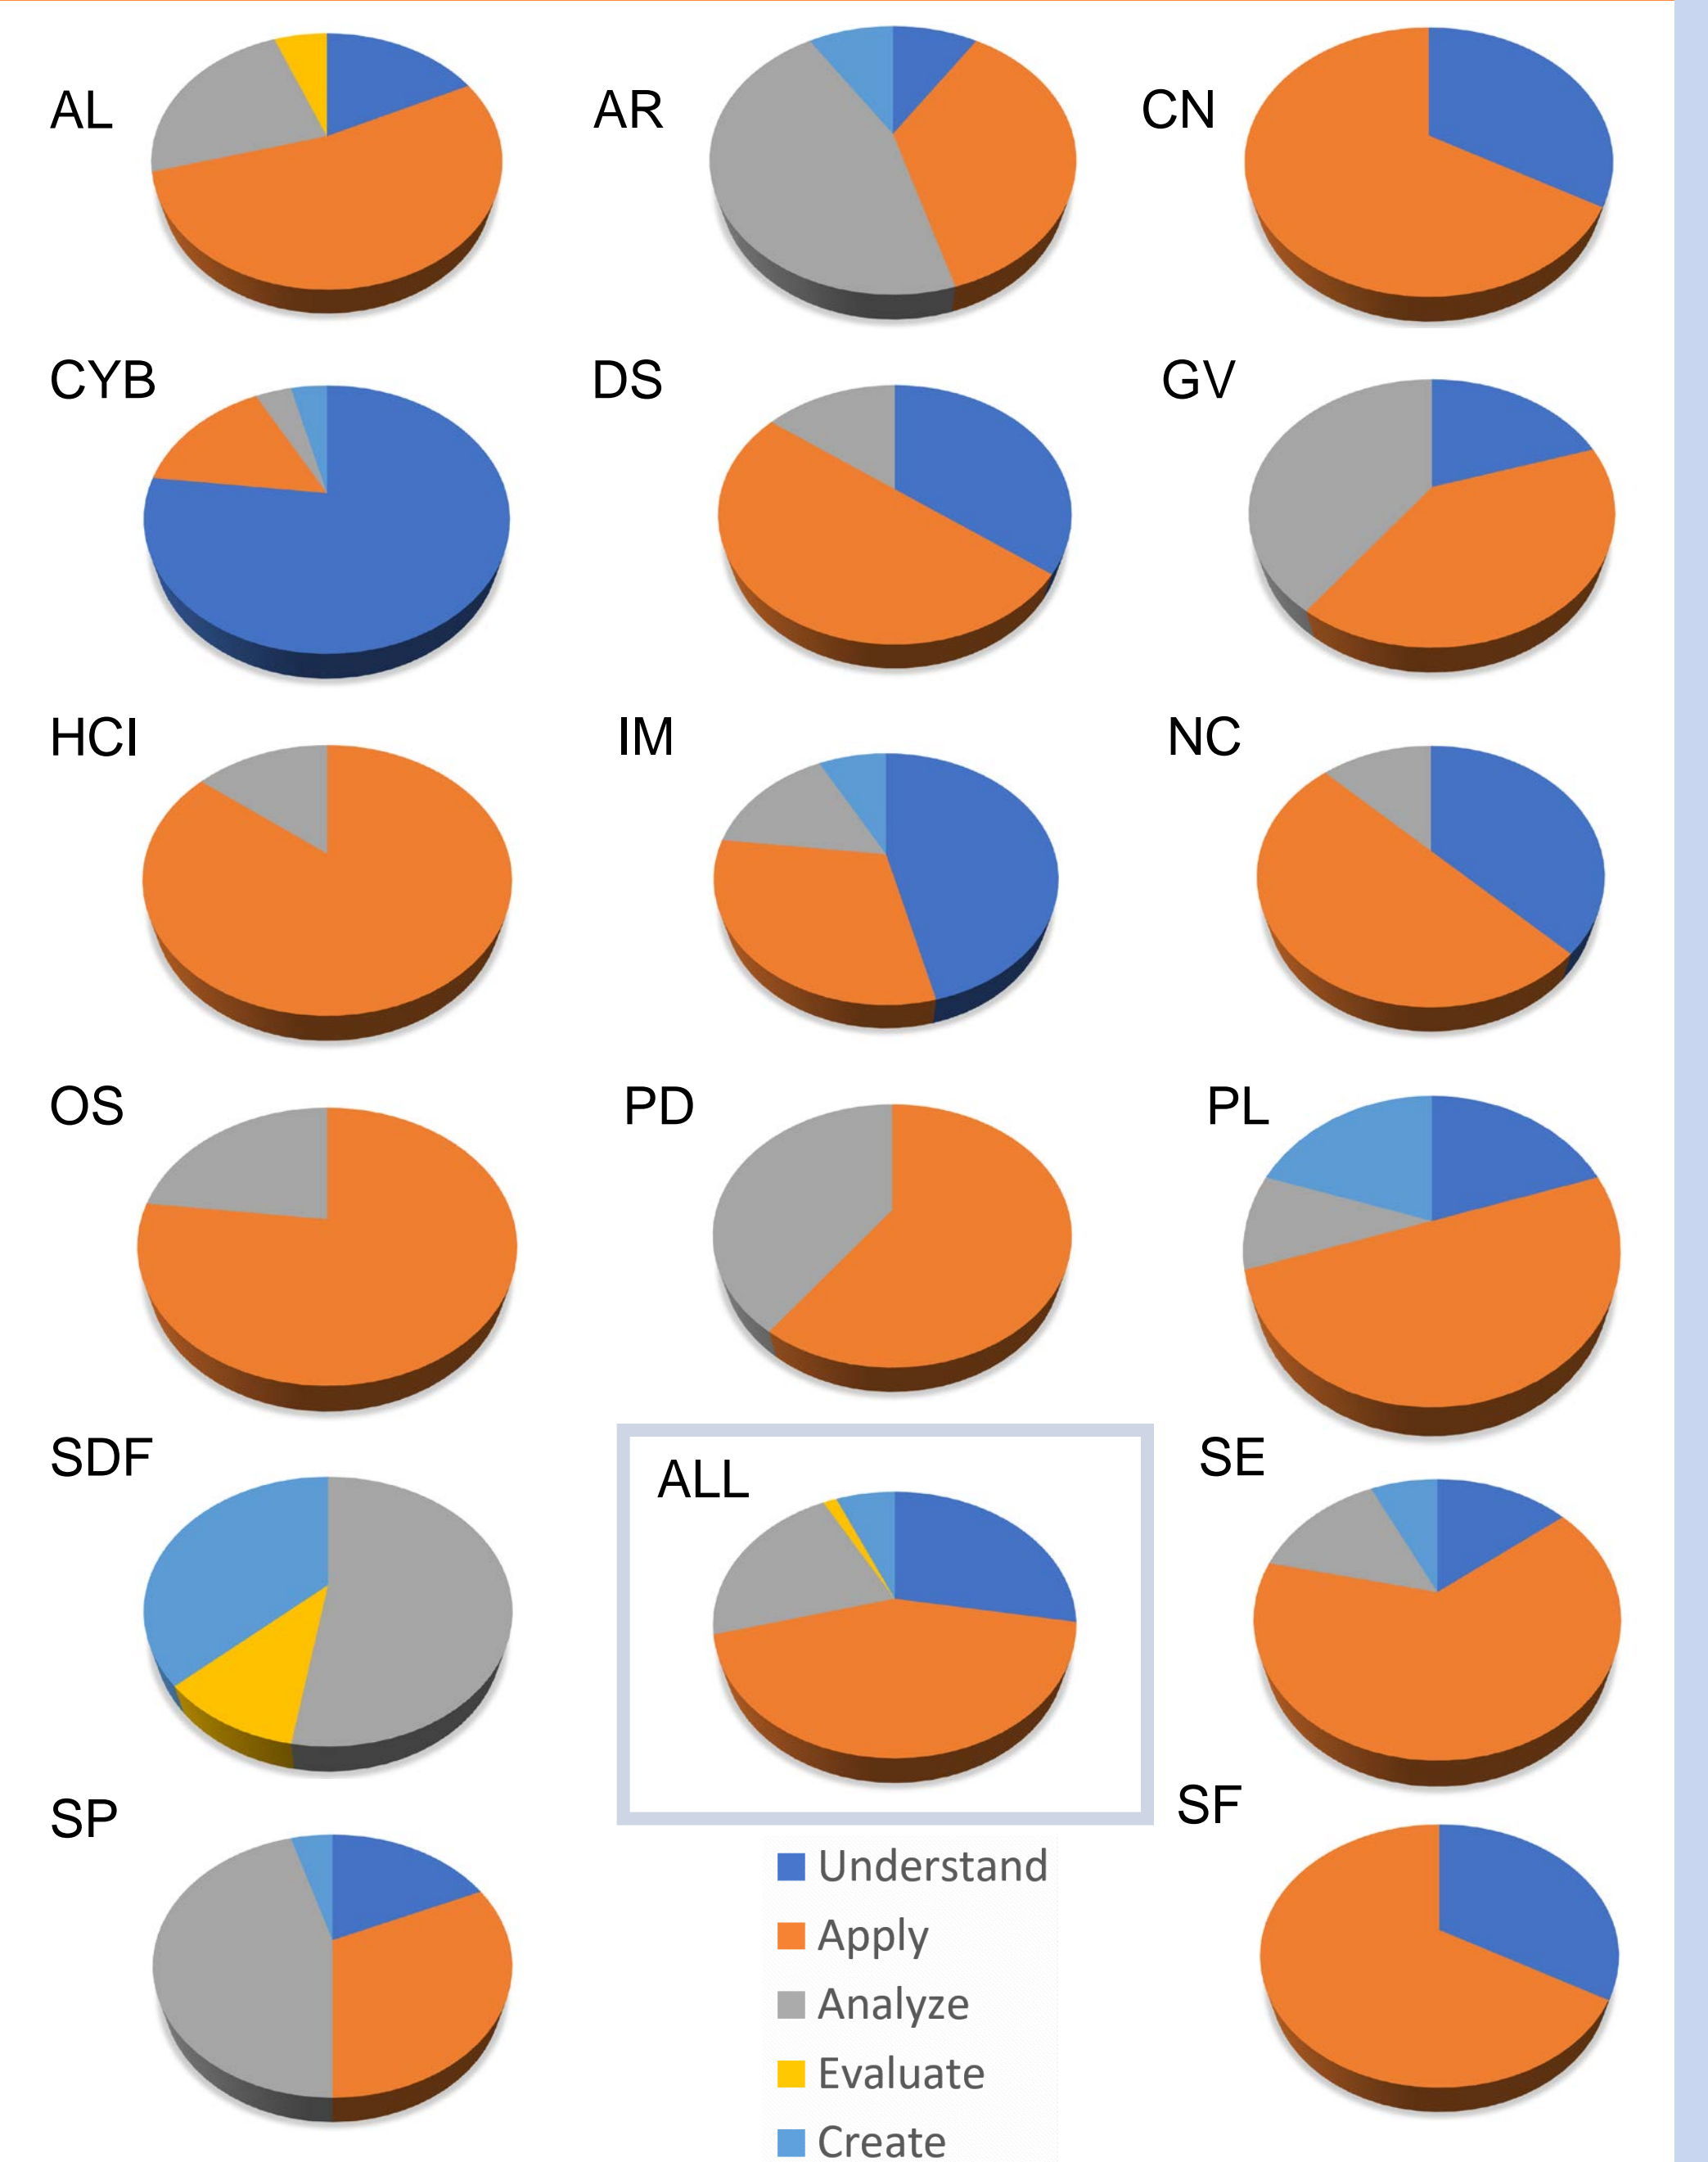 AL
AR
CN
CYB
DS
GV
HCI
IM
NC
OS
PD
PL
SDF
ALL
SE
SP
SF
Understand
Apply
Analyze
Evaluate
Create